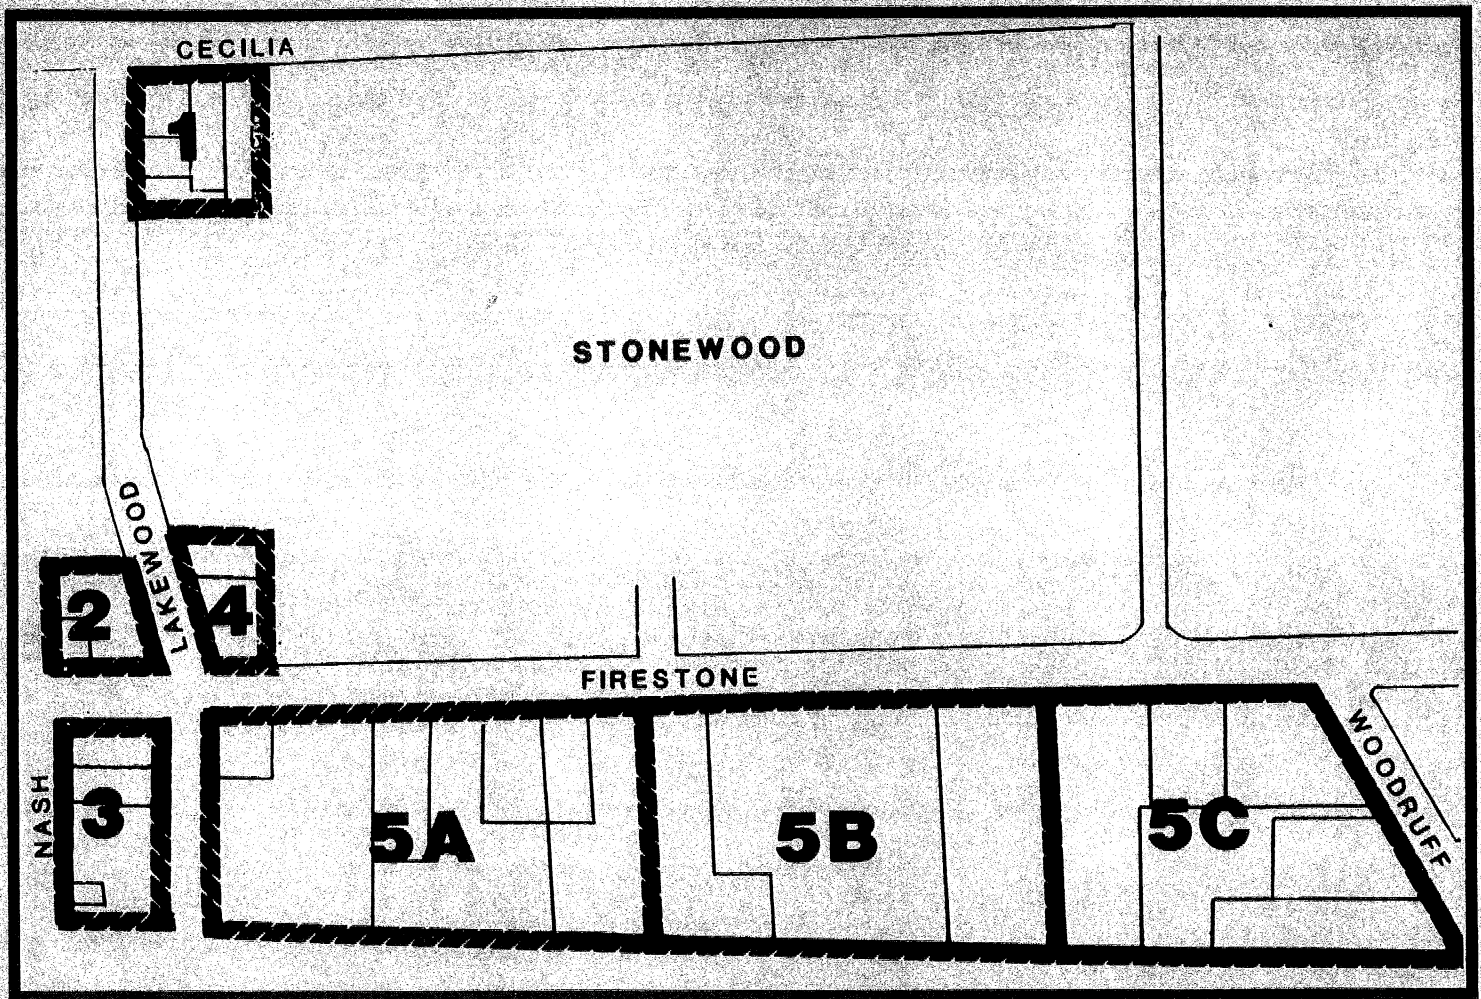 CECILIA
1
STONEWOOD
LAKEWOOD
2
4
FIRESTONE
NASH
3
5A
5B
5C
WOODRUFF